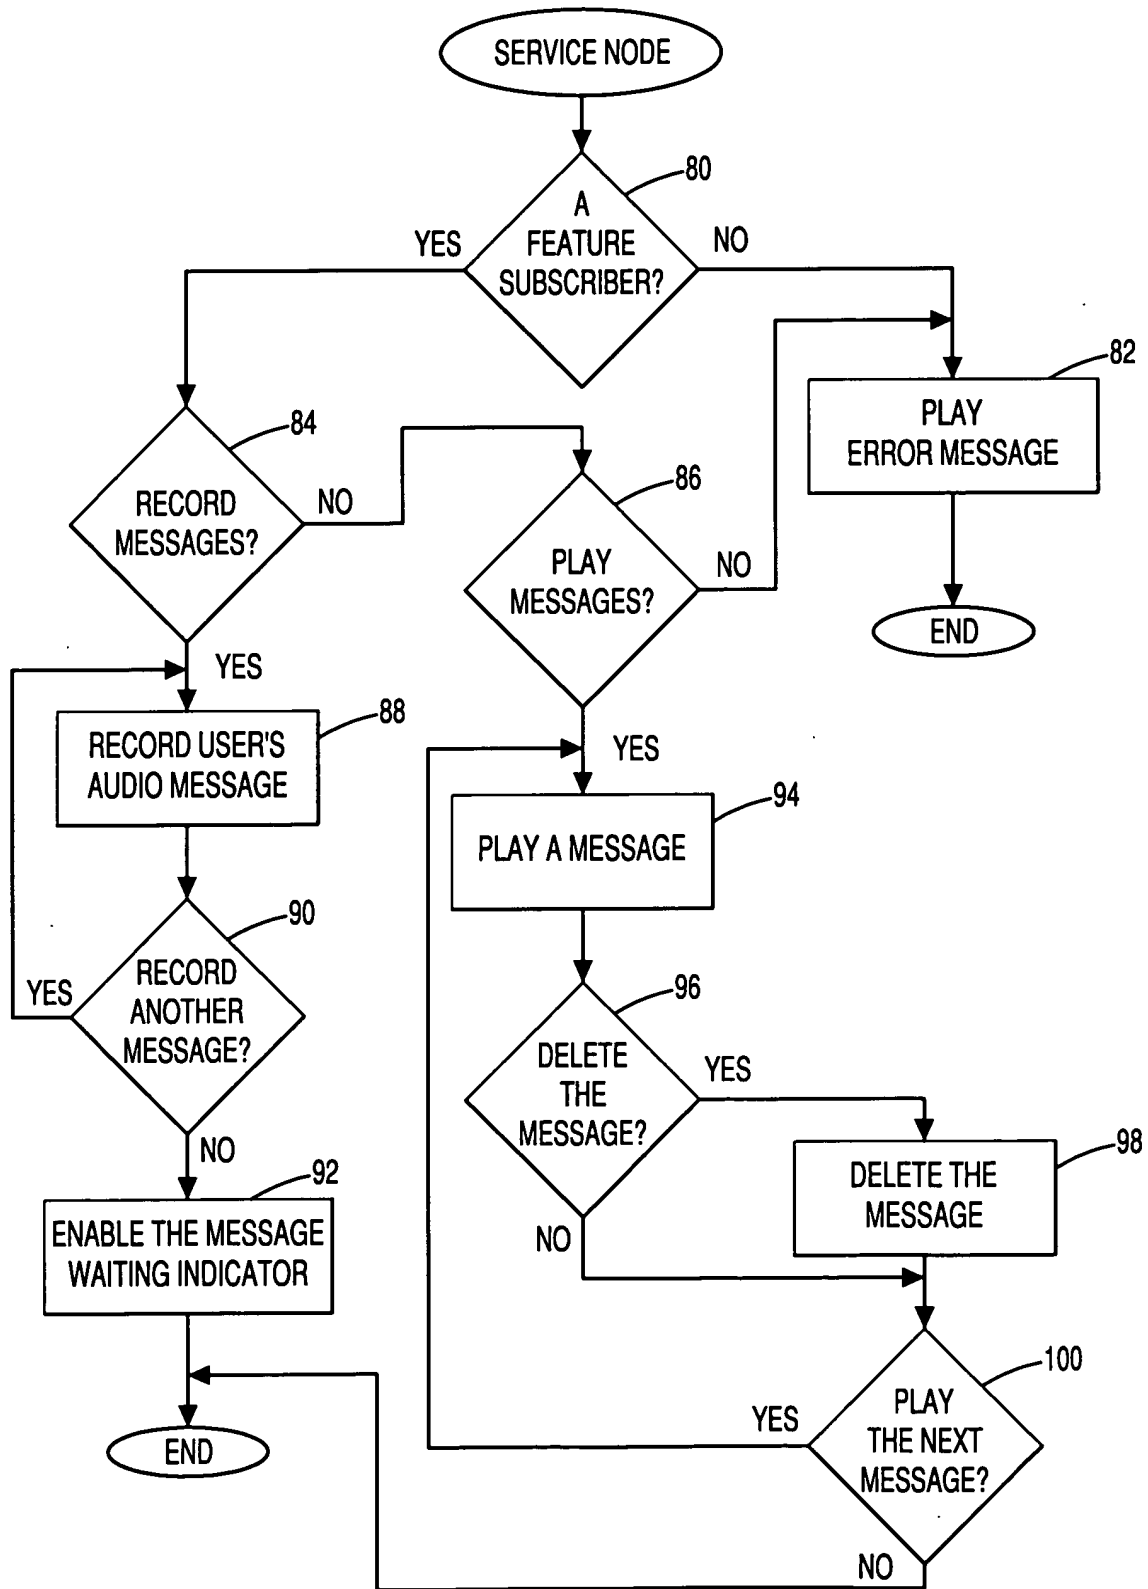 SERVICE NODE
80
A
FEATURE
SUBSCRIBER?
YES
NO
82
PLAY
ERROR MESSAGE
END
84
RECORD
MESSAGES?
NO
YES
86
PLAY
MESSAGES?
NO
YES
88
RECORD USER'S
AUDIO MESSAGE
90
RECORD
ANOTHER
MESSAGE?
YES
NO
92
ENABLE THE MESSAGE
WAITING INDICATOR
END
94
PLAY A MESSAGE
96
DELETE
THE
MESSAGE?
YES
NO
98
DELETE THE
MESSAGE
100
PLAY
THE NEXT
MESSAGE?
YES
NO